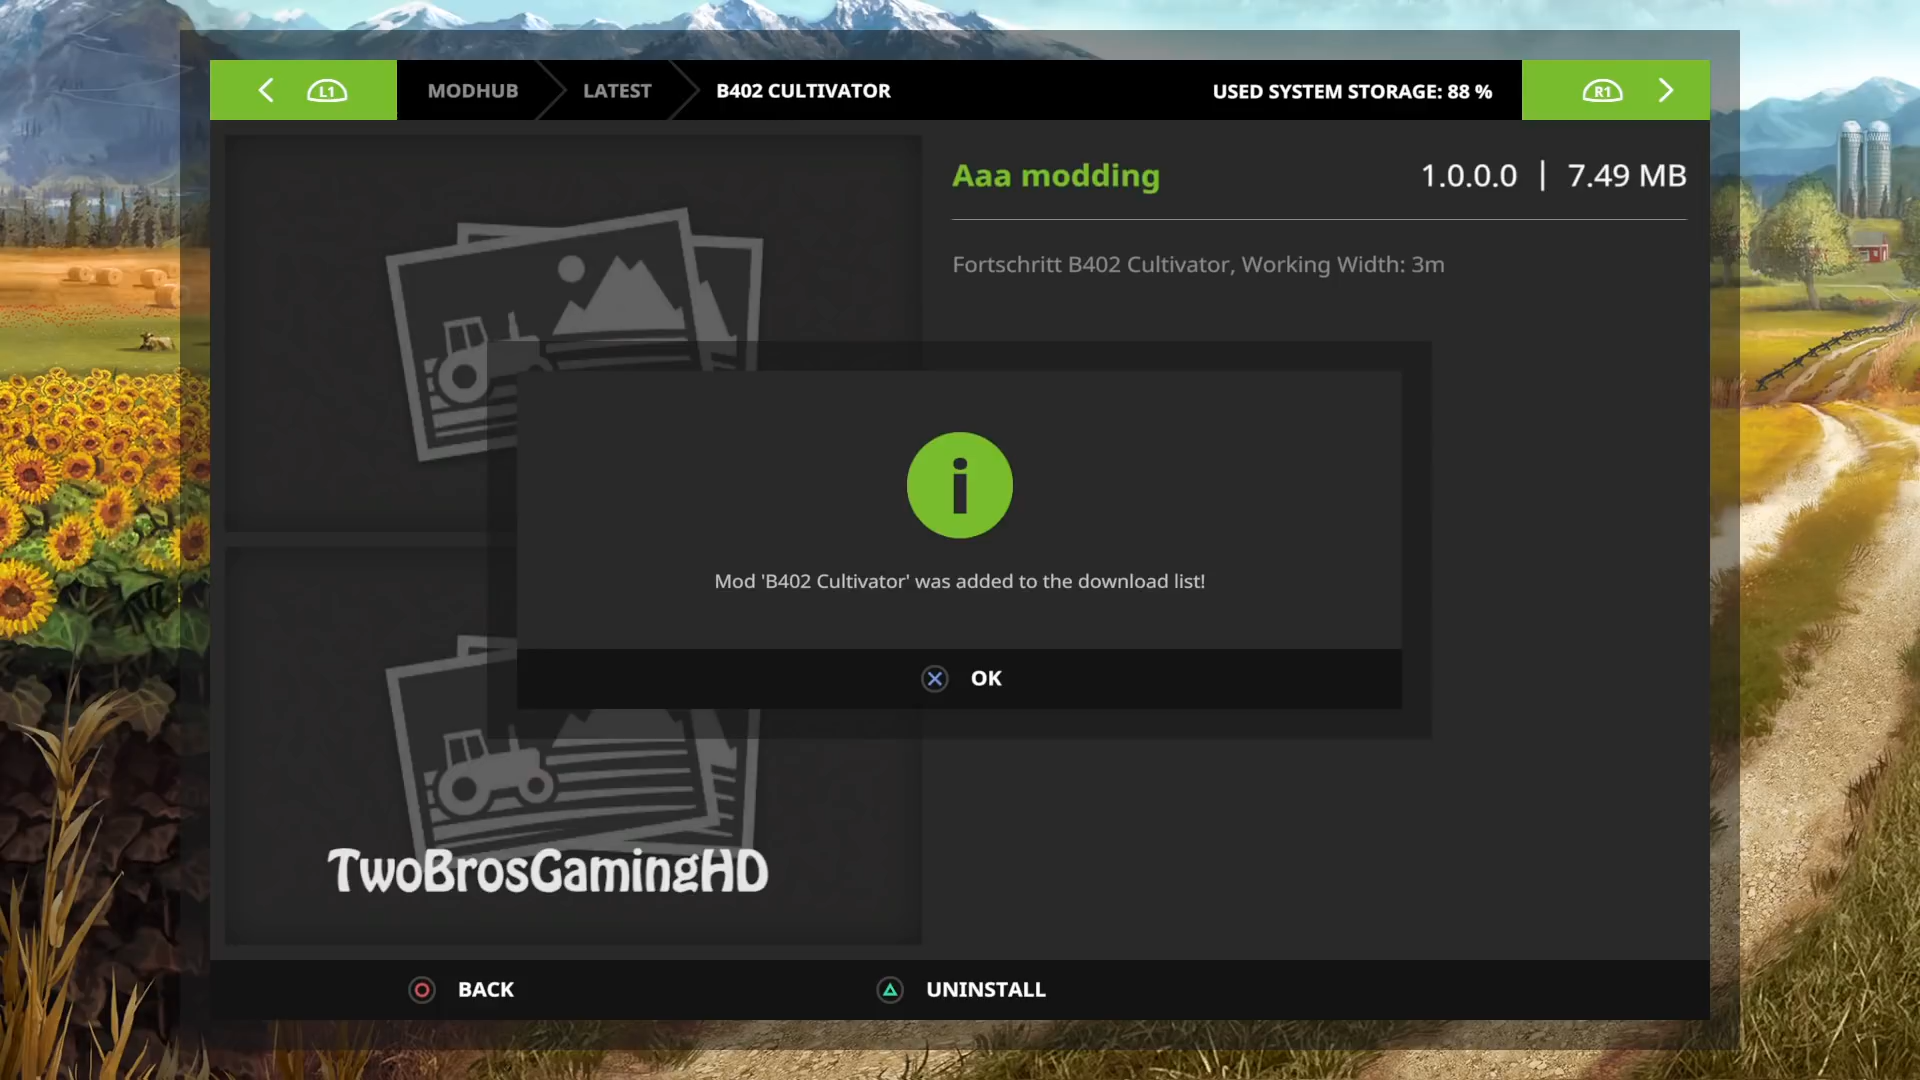 L1
MODHUB
LATEST
B402 CULTIVATOR
USED SYSTEM STORAGE: 88 %
R1
Aaa modding
1.0.0.0 | 7.49 MB
Fortschritt B402 Cultivator, Working Width: 3m
i
Mod 'B402 Cultivator' was added to the download list!
OK
TwoBrosGamingHD
BACK
UNINSTALL